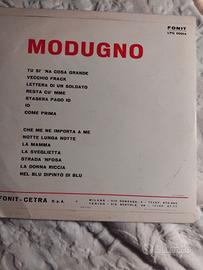 FONIT
MODUGNO
TU SI' 'NA COSA GRANDE
VECCHIO FRACK
LETTERA DI UN SOLDATO
RESTA CU' MME
STASERA PAGO IO
IO
COME PRIMA
CHE ME NE IMPORTA A ME
NOTTE LUNGA NOTTE
LA MAMMA
LA SVEGLIETTA
STRADA 'NFOSA
LA DONNA RICCIA
NEL BLU DIPINTO DI BLU
FONIT-CETRA S.p.A.
MILANO
TORINO